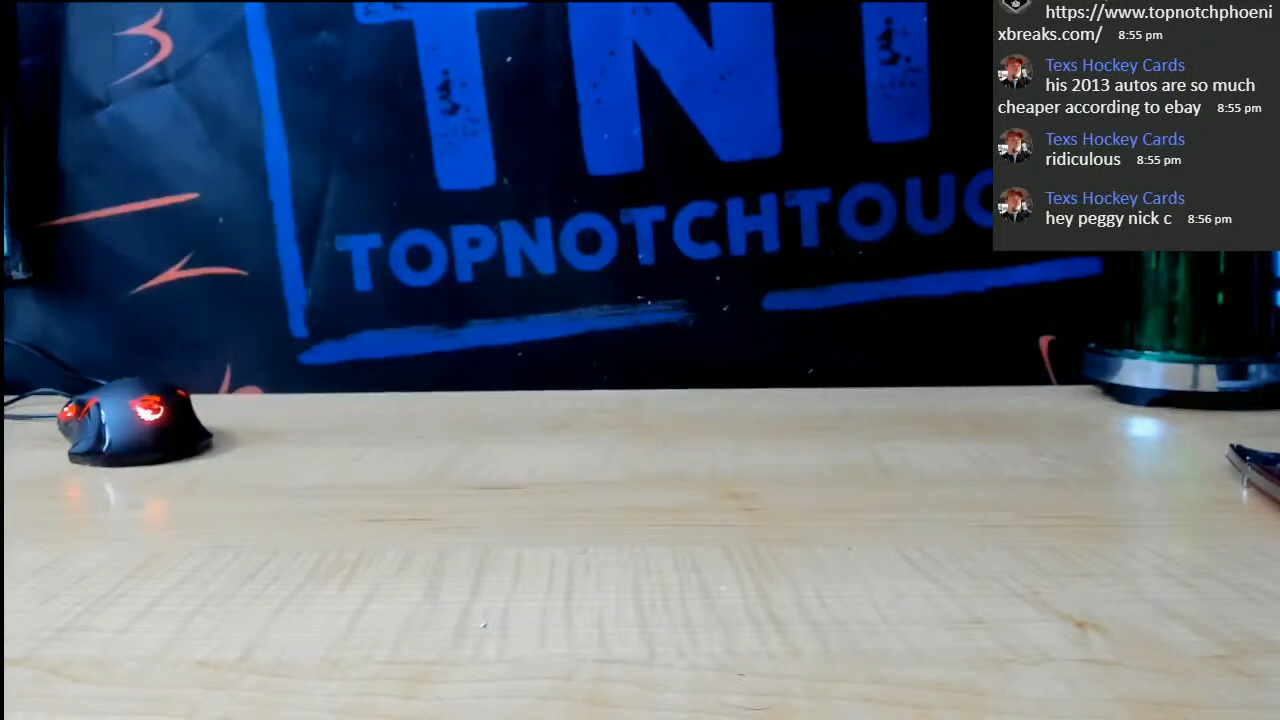 TNT
TOPNOTCHTOUC
https://www.topnotchphoeni
xbreaks.com/ 8:55 pm
Texs Hockey Cards
his 2013 autos are so much
cheaper according to ebay 8:55 pm
Texs Hockey Cards
ridiculous 8:55 pm
Texs Hockey Cards
hey peggy nick c 8:56 pm